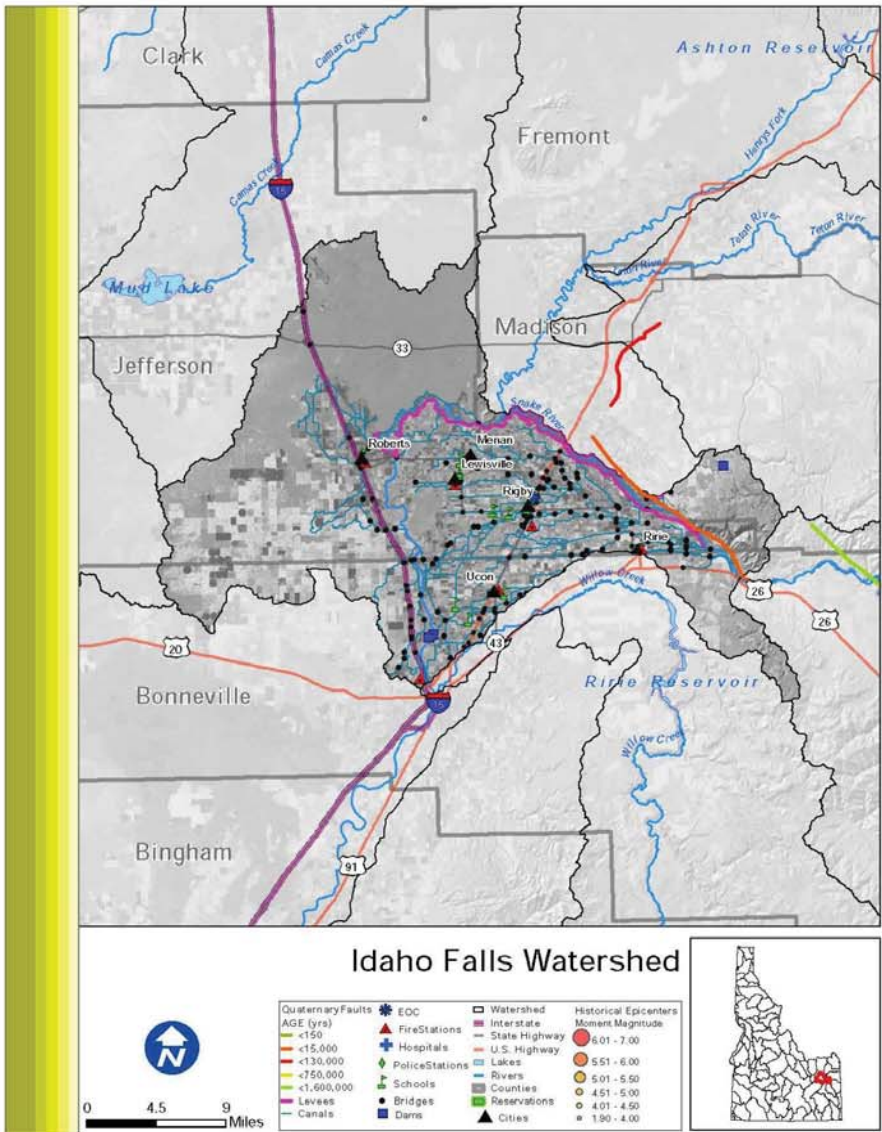 Clark
Camas Creek
Ashton Reservoir
Fremont
Henrys Fork
Camas Creek
15
Teton River
Teton River
Mud Lake
Madison
33
Jefferson
Snake River
Roberts
Menan
Lewisville
Rigby
Ririe
Ucon
Willow Creek
26
26
20
43
Ririe Reservoir
Bonneville
15
Willow Creek
Bingham
91
Idaho Falls Watershed
N
0 4.5 9
Miles
Quaternary Faults
AGE (yrs)
<150
<15,000
<130,000
<750,000
<1,600,000
Levees
Canals
EOC
FireStations
Hospitals
PoliceStations
Schools
Bridges
Dams
Watershed
Interstate
State Highway
U.S. Highway
Lakes
Rivers
Counties
Reservations
Cities
Historical Epicenters
Moment Magnitude
6.01 - 7.00
5.51 - 6.00
5.01 - 5.50
4.51 - 5.00
4.01 - 4.50
1.90 - 4.00